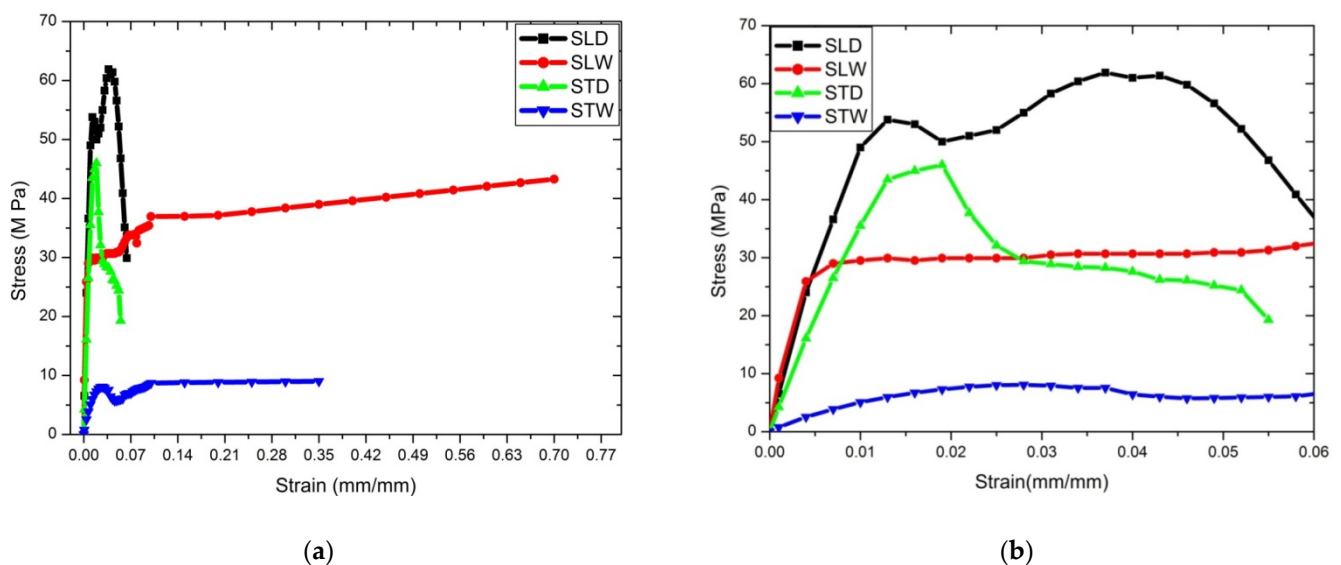 70
60
50
40
30
20
10
0
Stress (M Pa)
SLD
SLW
STD
STW
0.00 0.07 0.14 0.21 0.28 0.35 0.42 0.49 0.56 0.63 0.70 0.77
Strain (mm/mm)
(a)
70
60
50
40
30
20
10
0
Stress (MPa)
SLD
SLW
STD
STW
0.00 0.01 0.02 0.03 0.04 0.05 0.06
Strain(mm/mm)
(b)